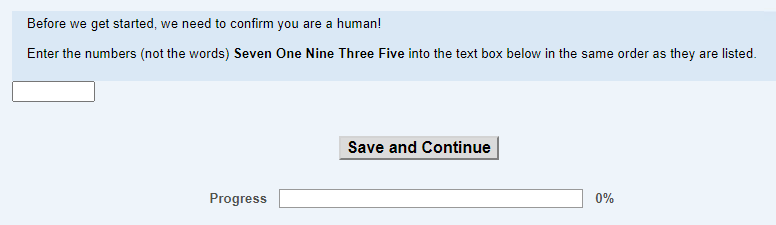 Before we get started, we need to confirm you are a human!
Enter the numbers (not the words) Seven One Nine Three Five into the text box below in the same order as they are listed.
Save and Continue
Progress 0%